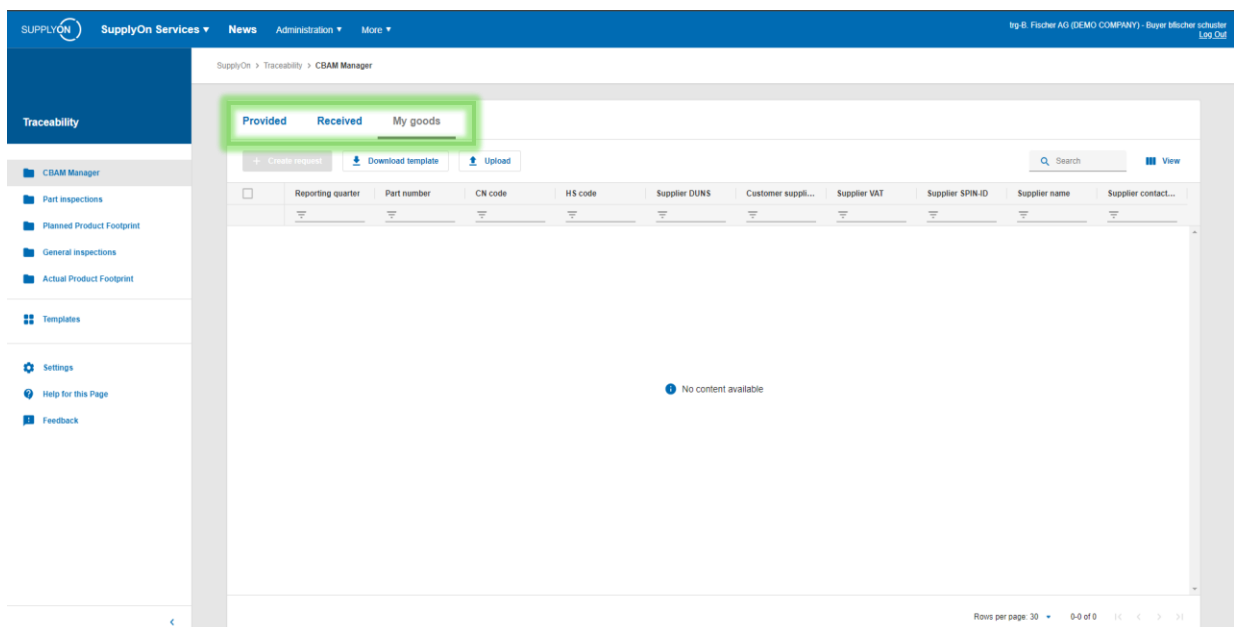 SUPPLYON SupplyOn Services News Administration More
trg-B. Fischer AG (DEMO COMPANY) - Buyer bfischer schuster
Log Out
SupplyOn > Traceability > CBAM Manager
Traceability
CBAM Manager
Part inspections
Planned Product Footprint
General inspections
Actual Product Footprint
Templates
Settings
Help for this Page
Feedback
Provided Received My goods
+ Create request Download template Upload Search View
Reporting quarter Part number CN code HS code Supplier DUNS Customer suppli... Supplier VAT Supplier SPIN-ID Supplier name Supplier contact...
No content available
Rows per page: 30 0-0 of 0